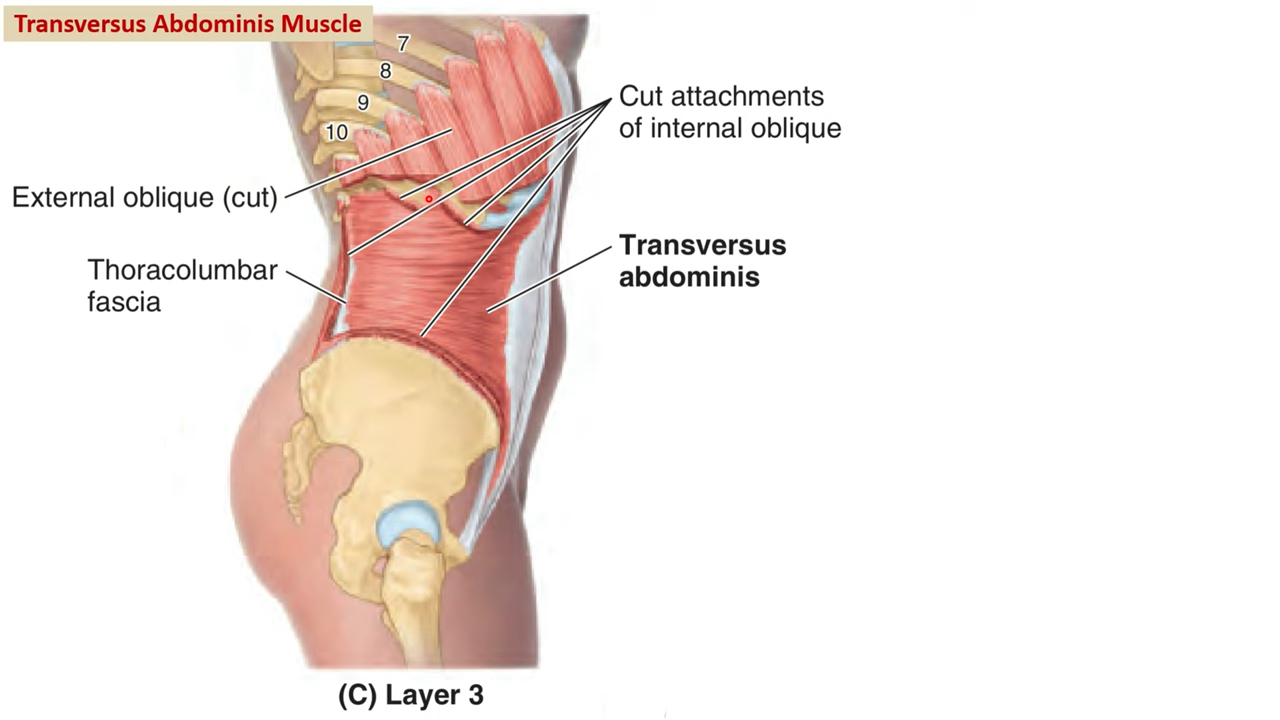 Transversus Abdominis Muscle
7
8
9
10
Cut attachments
of internal oblique
External oblique (cut)
Transversus
abdominis
Thoracolumbar
fascia
(C) Layer 3